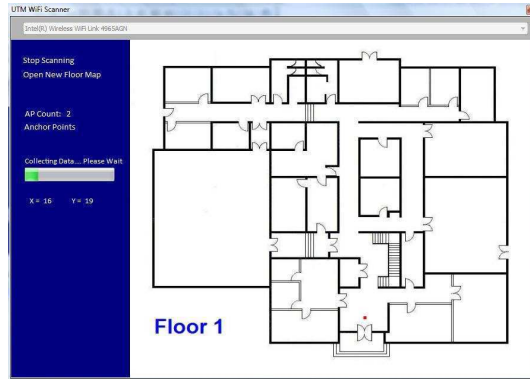 UTM WiFi Scanner
Intel(R) Wireless WiFi Link 4965AGN
Stop Scanning
Open New Floor Map
AP Count: 2
Anchor Points
Collecting Data... Please Wait
X = 16 Y = 19
Floor 1